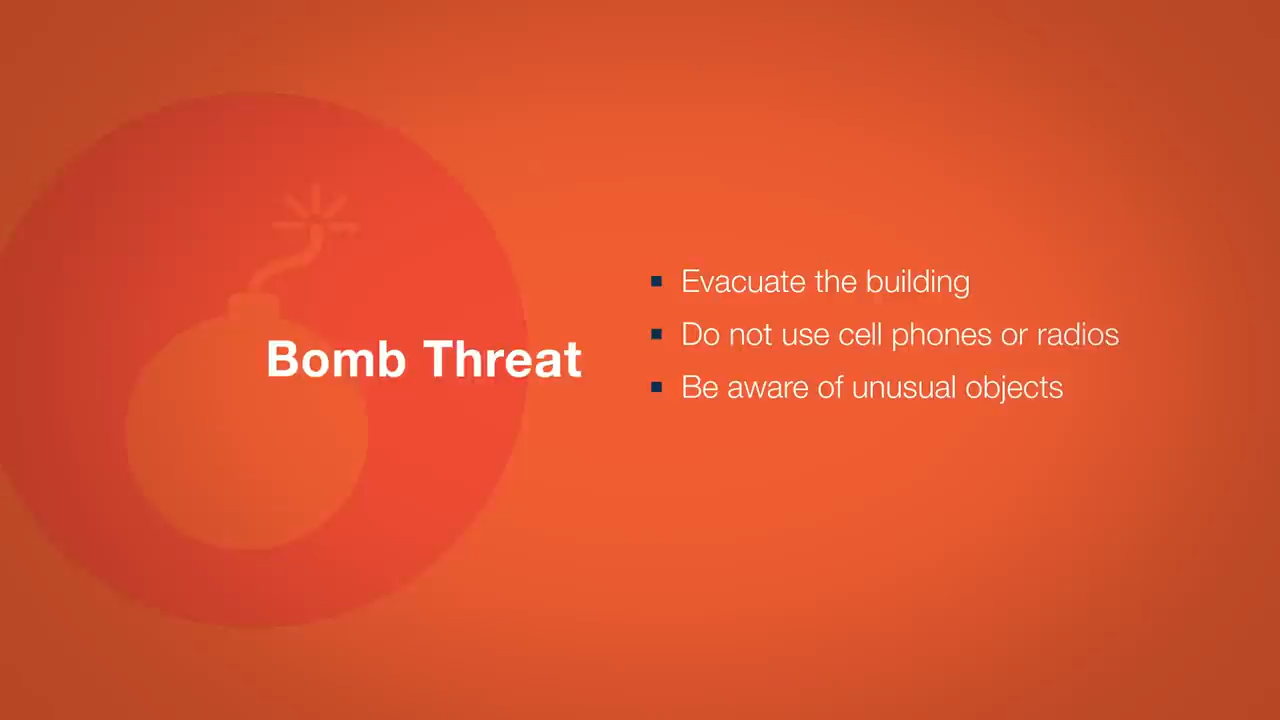 Bomb Threat
Evacuate the building
Do not use cell phones or radios
Be aware of unusual objects